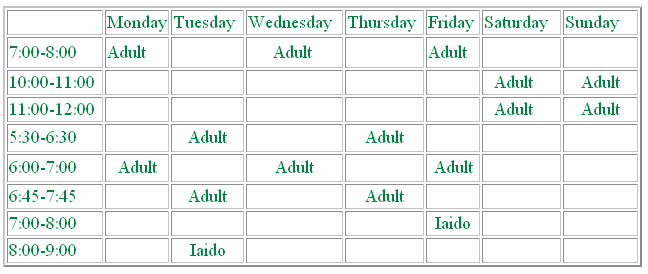 Monday Tuesday Wednesday Thursday Friday Saturday Sunday
7:00-8:00 Adult Adult Adult
10:00-11:00 Adult Adult
11:00-12:00 Adult Adult
5:30-6:30 Adult Adult
6:00-7:00 Adult Adult Adult
6:45-7:45 Adult Adult
7:00-8:00 Iaido
8:00-9:00 Iaido